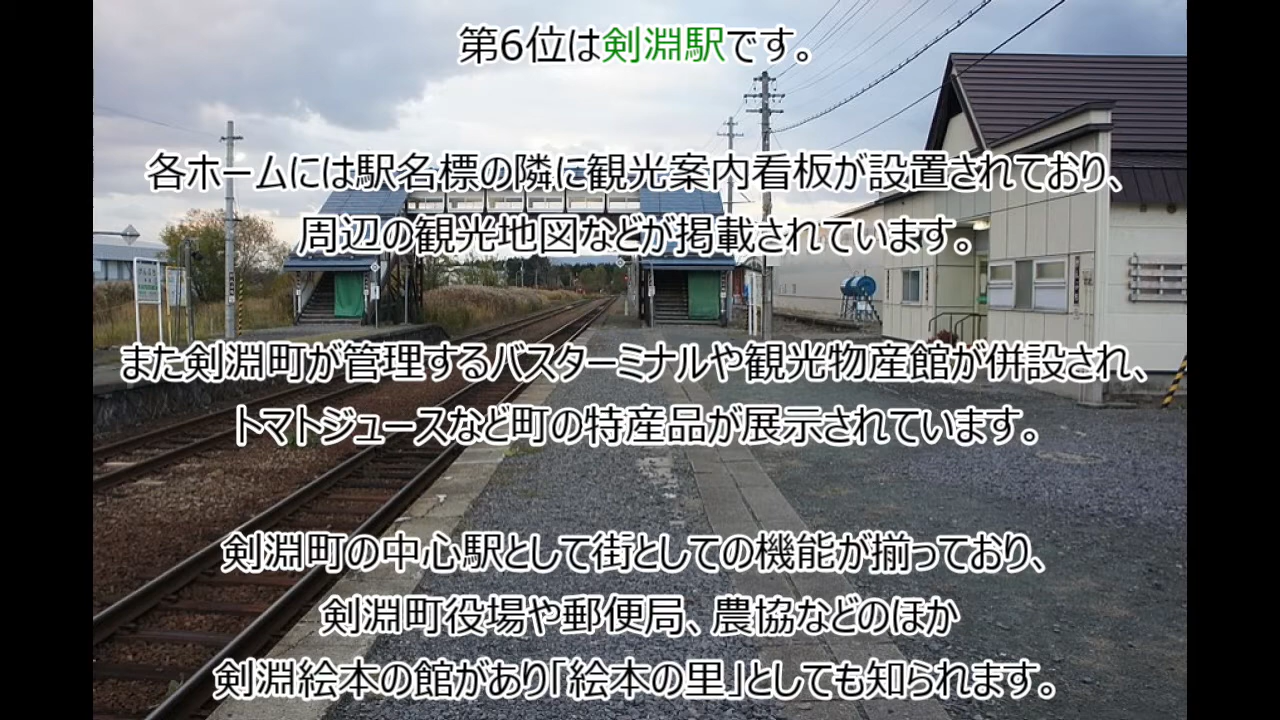 第6位は剣淵駅です。
各ホームには駅名標の隣に観光案内看板が設置されており、
周辺の観光地図などが掲載されています。
また剣淵町が管理するバスターミナルや観光物産館が併設され、
トマトジュースなど町の特産品が展示されています。
剣淵町の中心駅として街としての機能が揃っており、
剣淵町役場や郵便局、農協などのほか
剣淵絵本の館があり「絵本の里」としても知られます。
けんぶち